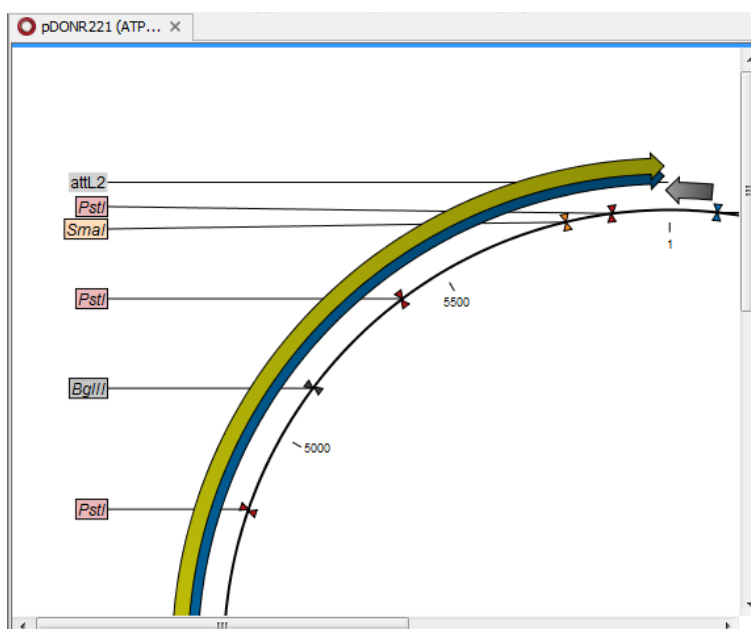 pDONR221 (ATP...
attL2
PstI
SmaI
PstI
5500
1
BglII
5000
PstI